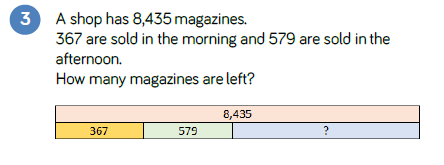 3
A shop has 8,435 magazines.
367 are sold in the morning and 579 are sold in the
afternoon.
How many magazines are left?
8,435
367 579 ?